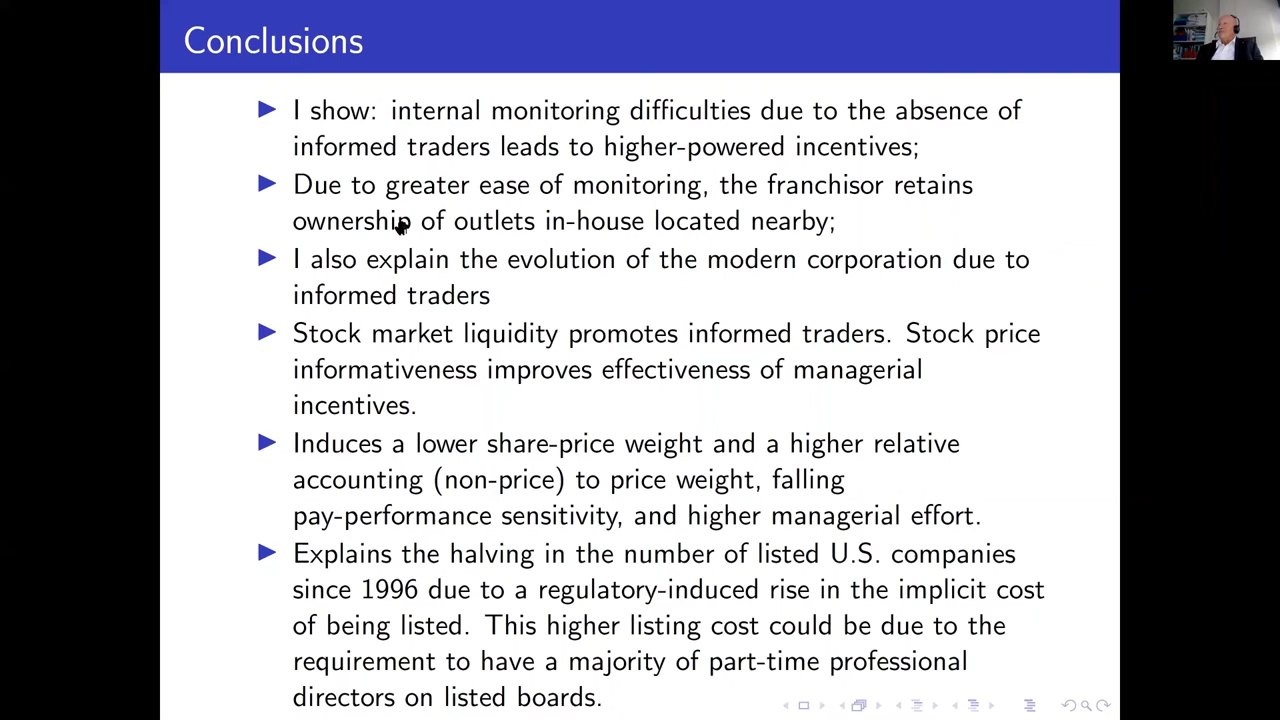 Conclusions
I show: internal monitoring difficulties due to the absence of
informed traders leads to higher-powered incentives;
Due to greater ease of monitoring, the franchisor retains
ownership of outlets in-house located nearby;
I also explain the evolution of the modern corporation due to
informed traders
Stock market liquidity promotes informed traders. Stock price
informativeness improves effectiveness of managerial
incentives.
Induces a lower share-price weight and a higher relative
accounting (non-price) to price weight, falling
pay-performance sensitivity, and higher managerial effort.
Explains the halving in the number of listed U.S. companies
since 1996 due to a regulatory-induced rise in the implicit cost
of being listed. This higher listing cost could be due to the
requirement to have a majority of part-time professional
directors on listed boards.